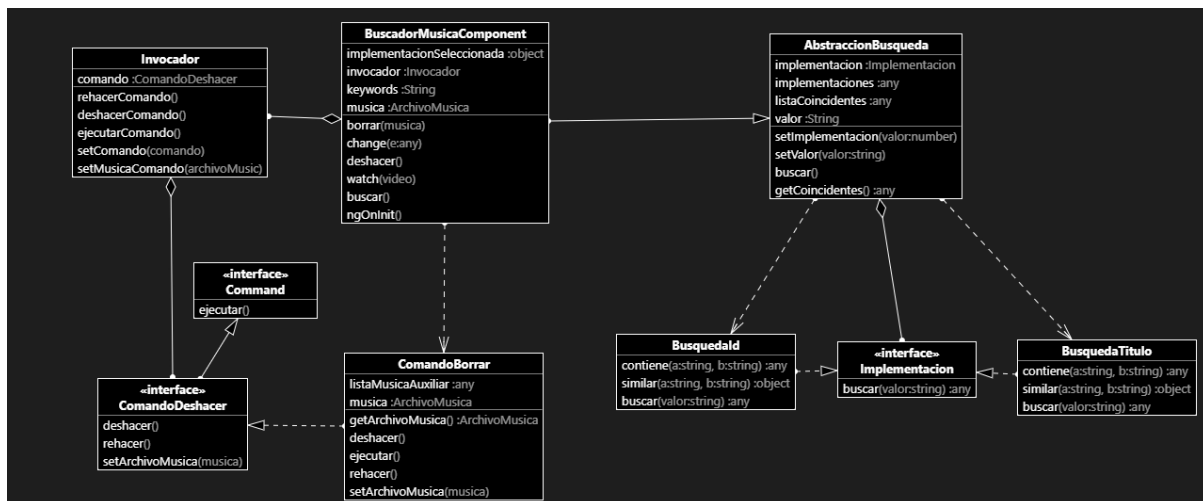 Invocador
comando :ComandoDeshacer
rehacerComando()
deshacerComando()
ejecutarComando()
setComando(comando)
setMusicaComando(archivoMusic)
BuscadorMusicaComponent
implementacionSeleccionada :object
invocador :Invocador
keywords :String
musica :ArchivoMusica
borrar(musica)
change(e:any)
deshacer()
watch(video)
buscar()
ngOnInit()
AbstraccionBusqueda
implementacion :Implementacion
implementaciones :any
listaCoincidentes :any
valor :String
setImplementacion(valor:number)
setValor(valor:string)
buscar()
getCoincidentes() :any
«interface»
Command
ejecutar()
«interface»
ComandoDeshacer
deshacer()
rehacer()
setArchivoMusica(musica)
ComandoBorrar
listaMusicaAuxiliar :any
musica :ArchivoMusica
getArchivoMusica() :ArchivoMusica
deshacer()
ejecutar()
rehacer()
setArchivoMusica(musica)
BusquedaId
contiene(a:string, b:string) :any
similar(a:string, b:string) :object
buscar(valor:string) :any
«interface»
Implementacion
buscar(valor:string) :any
BusquedaTitulo
contiene(a:string, b:string) :any
similar(a:string, b:string) :object
buscar(valor:string) :any